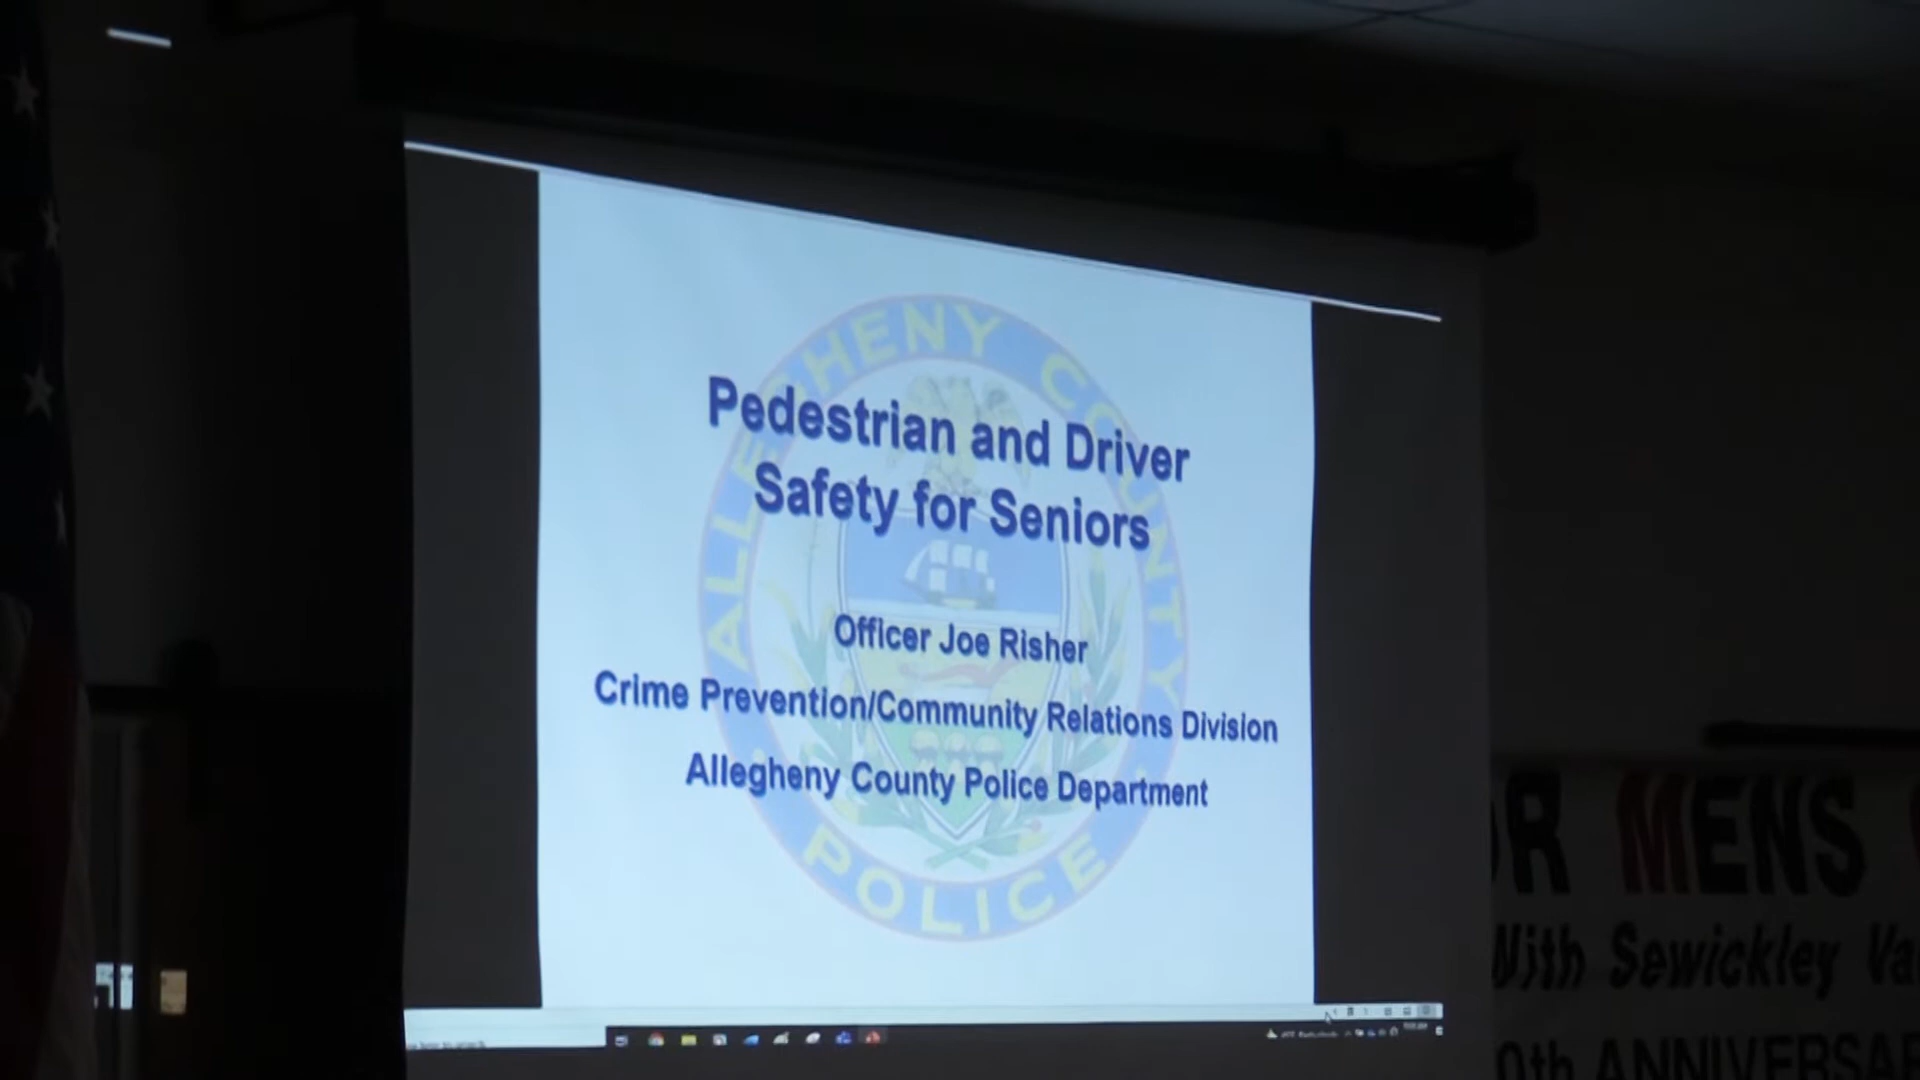 Pedestrian and Driver
Safety for Seniors
Officer Joe Risher
Crime Prevention/Community Relations Division
Allegheny County Police Department
ALLEGHENY COUNTY
POLICE
OR MENS
With Sewickley Va
0th ANNIVERSAR